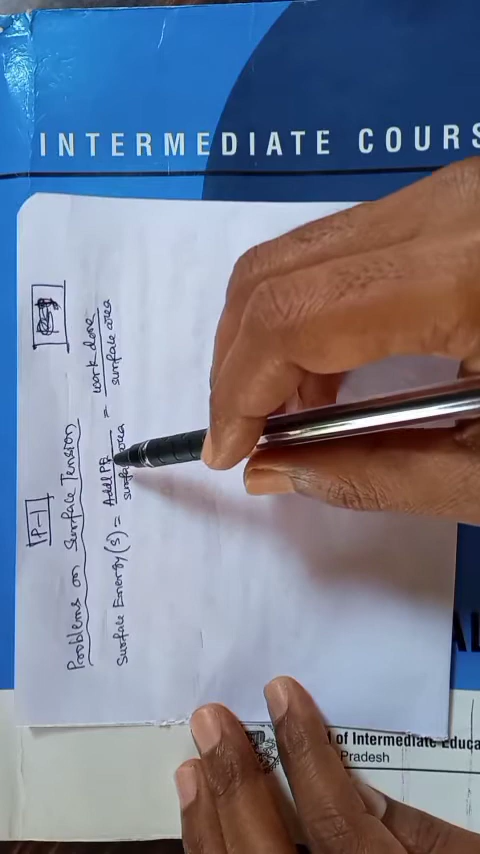 INTERMEDIATE COURS
P-1
Problems on Surface Tension
Surface Energy (S) = Addl PE / surface area = work done / surface area
d of Intermediate Educa
Pradesh
AL